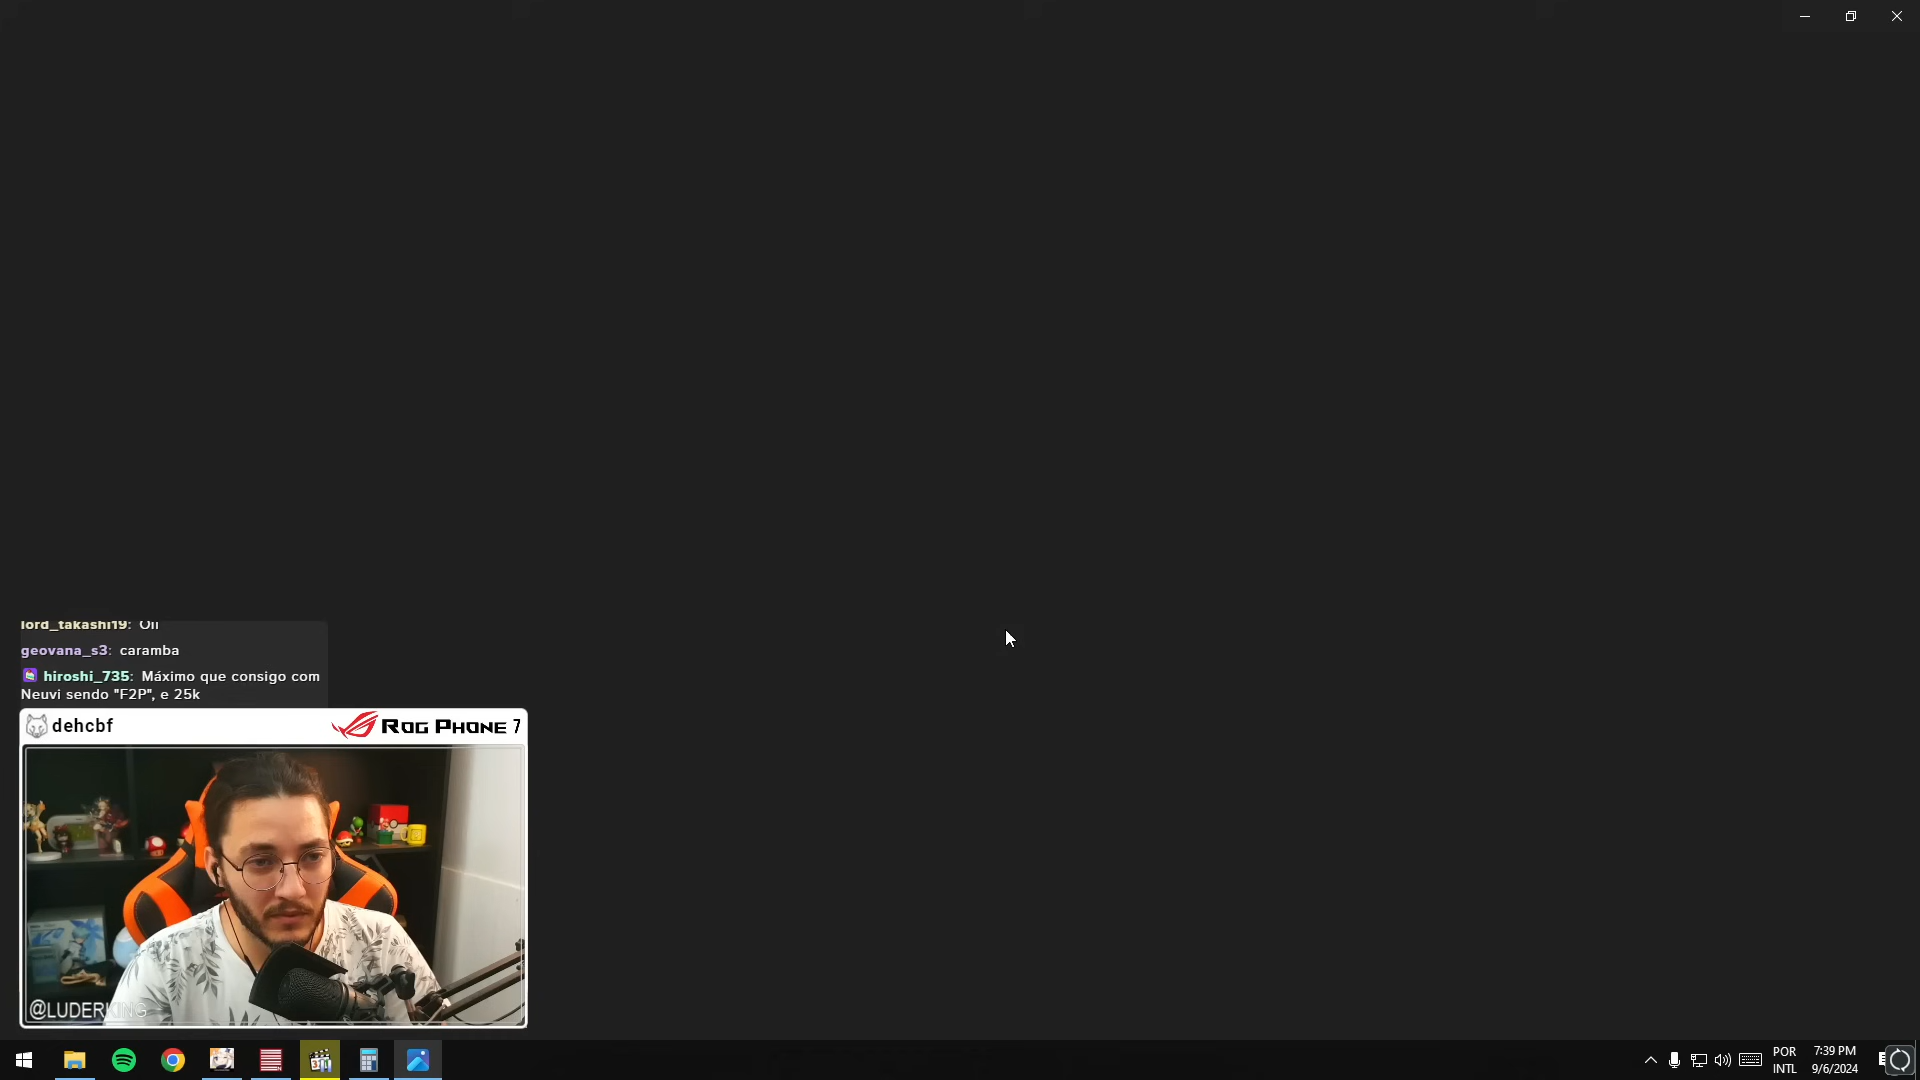 lord_takashi19: Oii
geovana_s3: caramba
hiroshi_735: Máximo que consigo com
Neuvi sendo "F2P", e 25k
dehcbf
ROG PHONE 7
@LUDERKING
POR
INTL
7:39 PM
9/6/2024